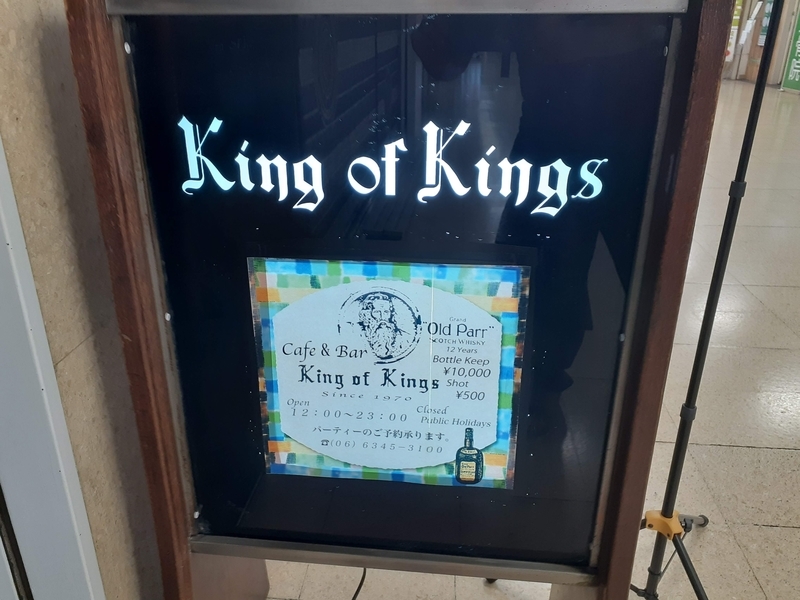 King of Kings
Grand
"Old Parr"
SCOTCH WHISKY
12 Years
Cafe & Bar
Bottle Keep
¥10,000
King of Kings
Shot
¥500
Since 1970
Open
12:00~23:00
Closed
Public Holidays
パーティーのご予約承ります。
☎(06) 6345-3100